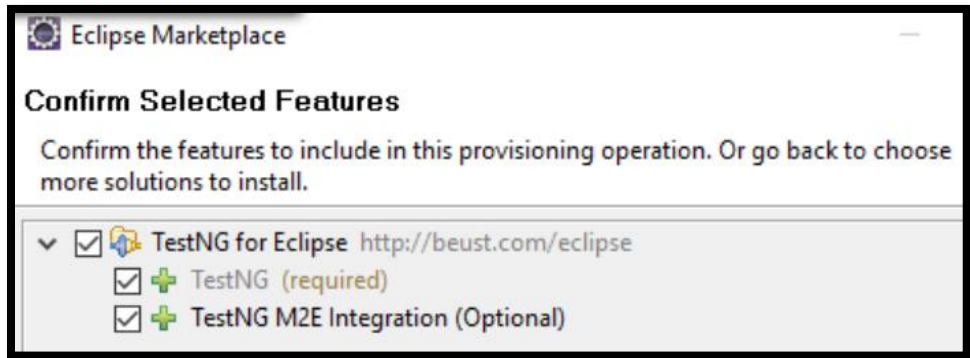 Eclipse Marketplace
Confirm Selected Features
Confirm the features to include in this provisioning operation. Or go back to choose
more solutions to install.
TestNG for Eclipse http://beust.com/eclipse
TestNG (required)
TestNG M2E Integration (Optional)